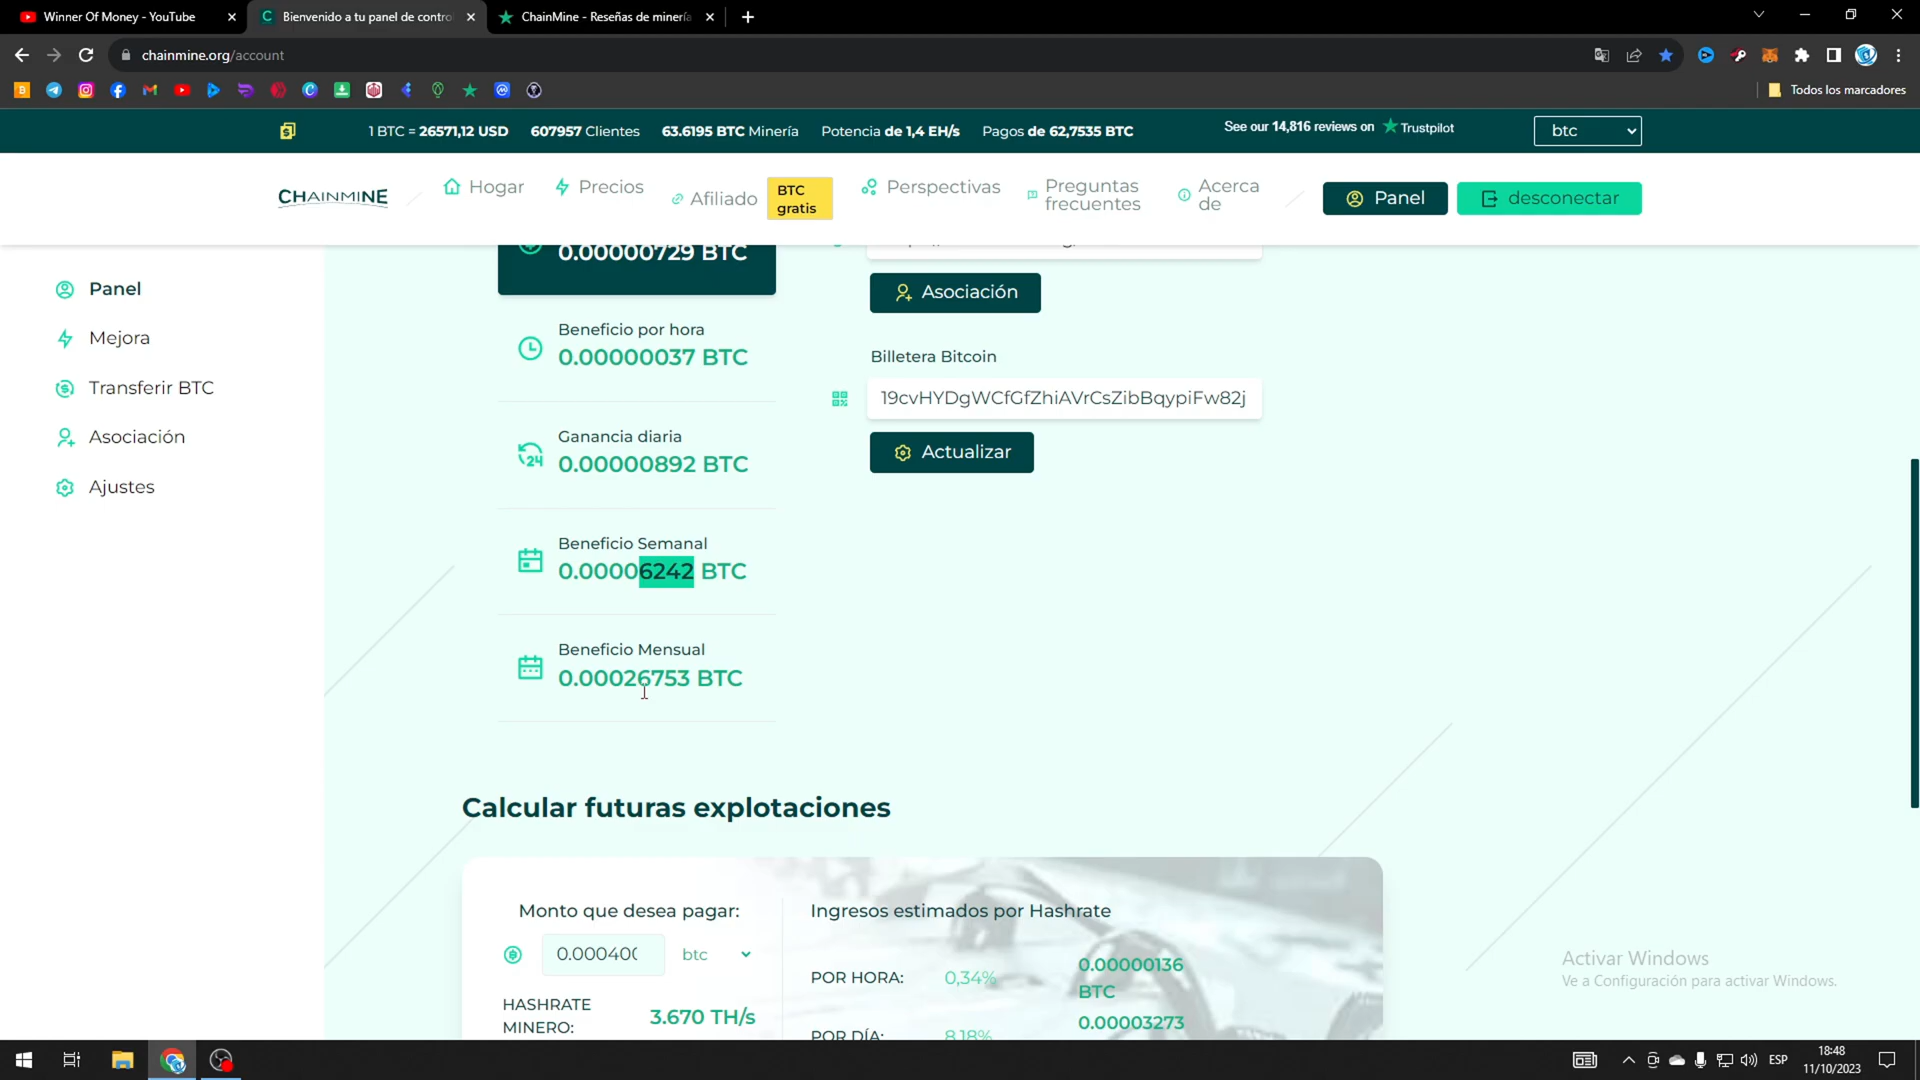 Winner Of Money - YouTube
Bienvenido a tu panel de contro
ChainMine - Reseñas de minería
chainmine.org/account
Todos los marcadores
1 BTC = 26571,12 USD
607957 Clientes
63.6195 BTC Minería
Potencia de 1,4 EH/s
Pagos de 62,7535 BTC
See our 14,816 reviews on Trustpilot
btc
CHAINMINE
Hogar
Precios
Afiliado
BTC
gratis
Perspectivas
Preguntas
frecuentes
Acerca
de
Panel
desconectar
Panel
Mejora
Transferir BTC
Asociación
Ajustes
0.00000729 BTC
Beneficio por hora
0.00000037 BTC
Ganancia diaria
0.00000892 BTC
Beneficio Semanal
0.00006242 BTC
Beneficio Mensual
0.00026753 BTC
Asociación
Billetera Bitcoin
19cvHYDgWCfGfZhiAVrCsZibBqypiFw82j
Actualizar
Calcular futuras explotaciones
Monto que desea pagar:
0.000400
btc
HASHRATE
MINERO:
3.670 TH/s
Ingresos estimados por Hashrate
POR HORA:
0,34%
0.00000136
BTC
POR DÍA:
8,18%
0.00003273
Activar Windows
Ve a Configuración para activar Windows.
ESP
18:48
11/10/2023